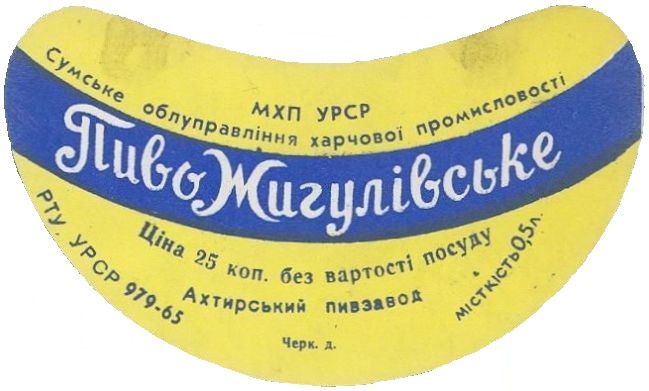 МХП УРСР
Сумське облуправління харчової промисловості
Пиво Жигулівське
Ціна 25 коп. без вартості посуду
РТУ УРСР 979-65
Ахтирський пивзавод
місткість 0,5л.
Черк. д.